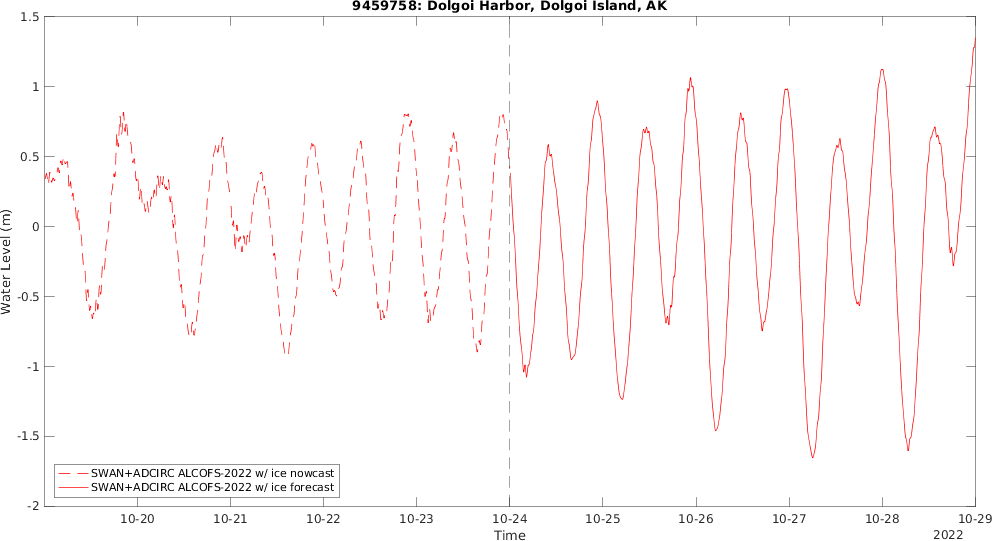 9459758: Dolgoi Harbor, Dolgoi Island, AK
1.5
1
0.5
0
-0.5
-1
-1.5
-2
Water Level (m)
SWAN+ADCIRC ALCOFS-2022 w/ ice nowcast
SWAN+ADCIRC ALCOFS-2022 w/ ice forecast
10-20 10-21 10-22 10-23 10-24 10-25 10-26 10-27 10-28 10-29
Time
2022